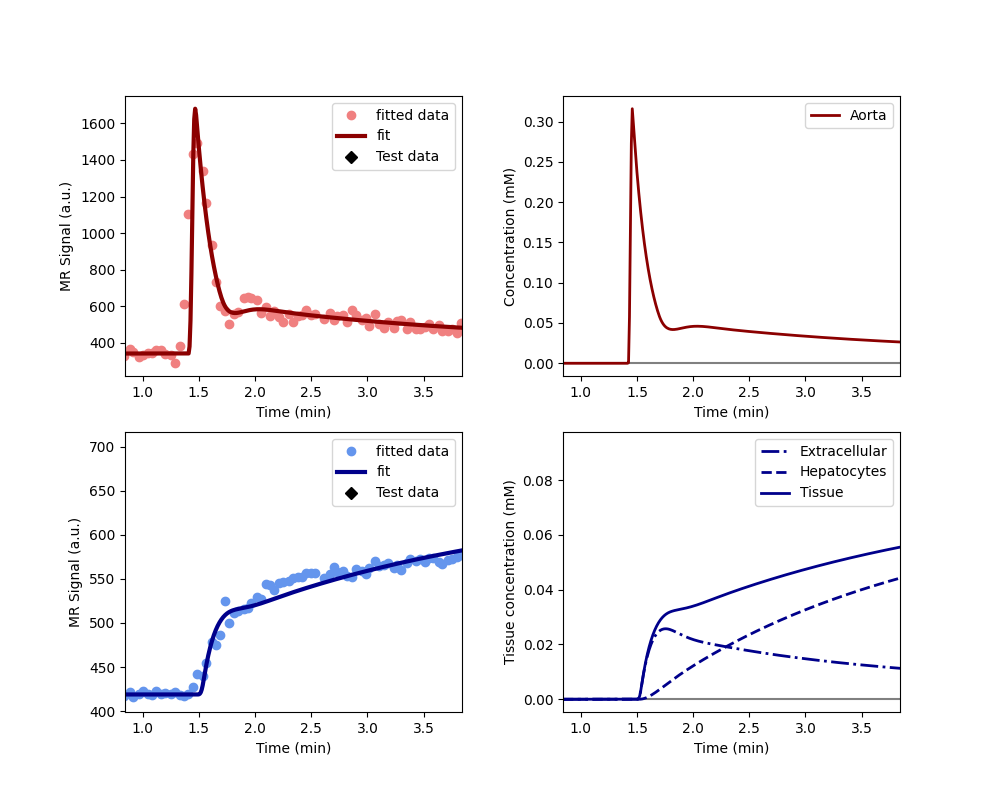 MR Signal (a.u.)
1600
1400
1200
1000
800
600
400
fitted data
fit
Test data
1.0 1.5 2.0 2.5 3.0 3.5
Time (min)
Concentration (mM)
0.30
0.25
0.20
0.15
0.10
0.05
0.00
Aorta
1.0 1.5 2.0 2.5 3.0 3.5
Time (min)
MR Signal (a.u.)
700
650
600
550
500
450
400
fitted data
fit
Test data
1.0 1.5 2.0 2.5 3.0 3.5
Time (min)
Tissue concentration (mM)
0.08
0.06
0.04
0.02
0.00
Extracellular
Hepatocytes
Tissue
1.0 1.5 2.0 2.5 3.0 3.5
Time (min)